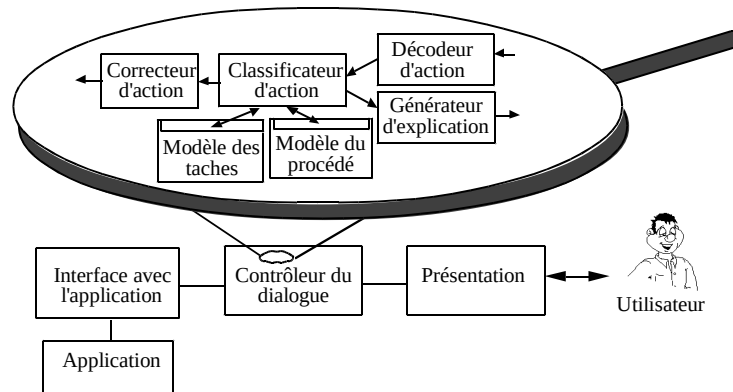 Correcteur
d'action
Classificateur
d'action
Décodeur
d'action
Générateur
d'explication
Modèle des
taches
Modèle du
procédé
Interface avec
l'application
Contrôleur du
dialogue
Présentation
Utilisateur
Application